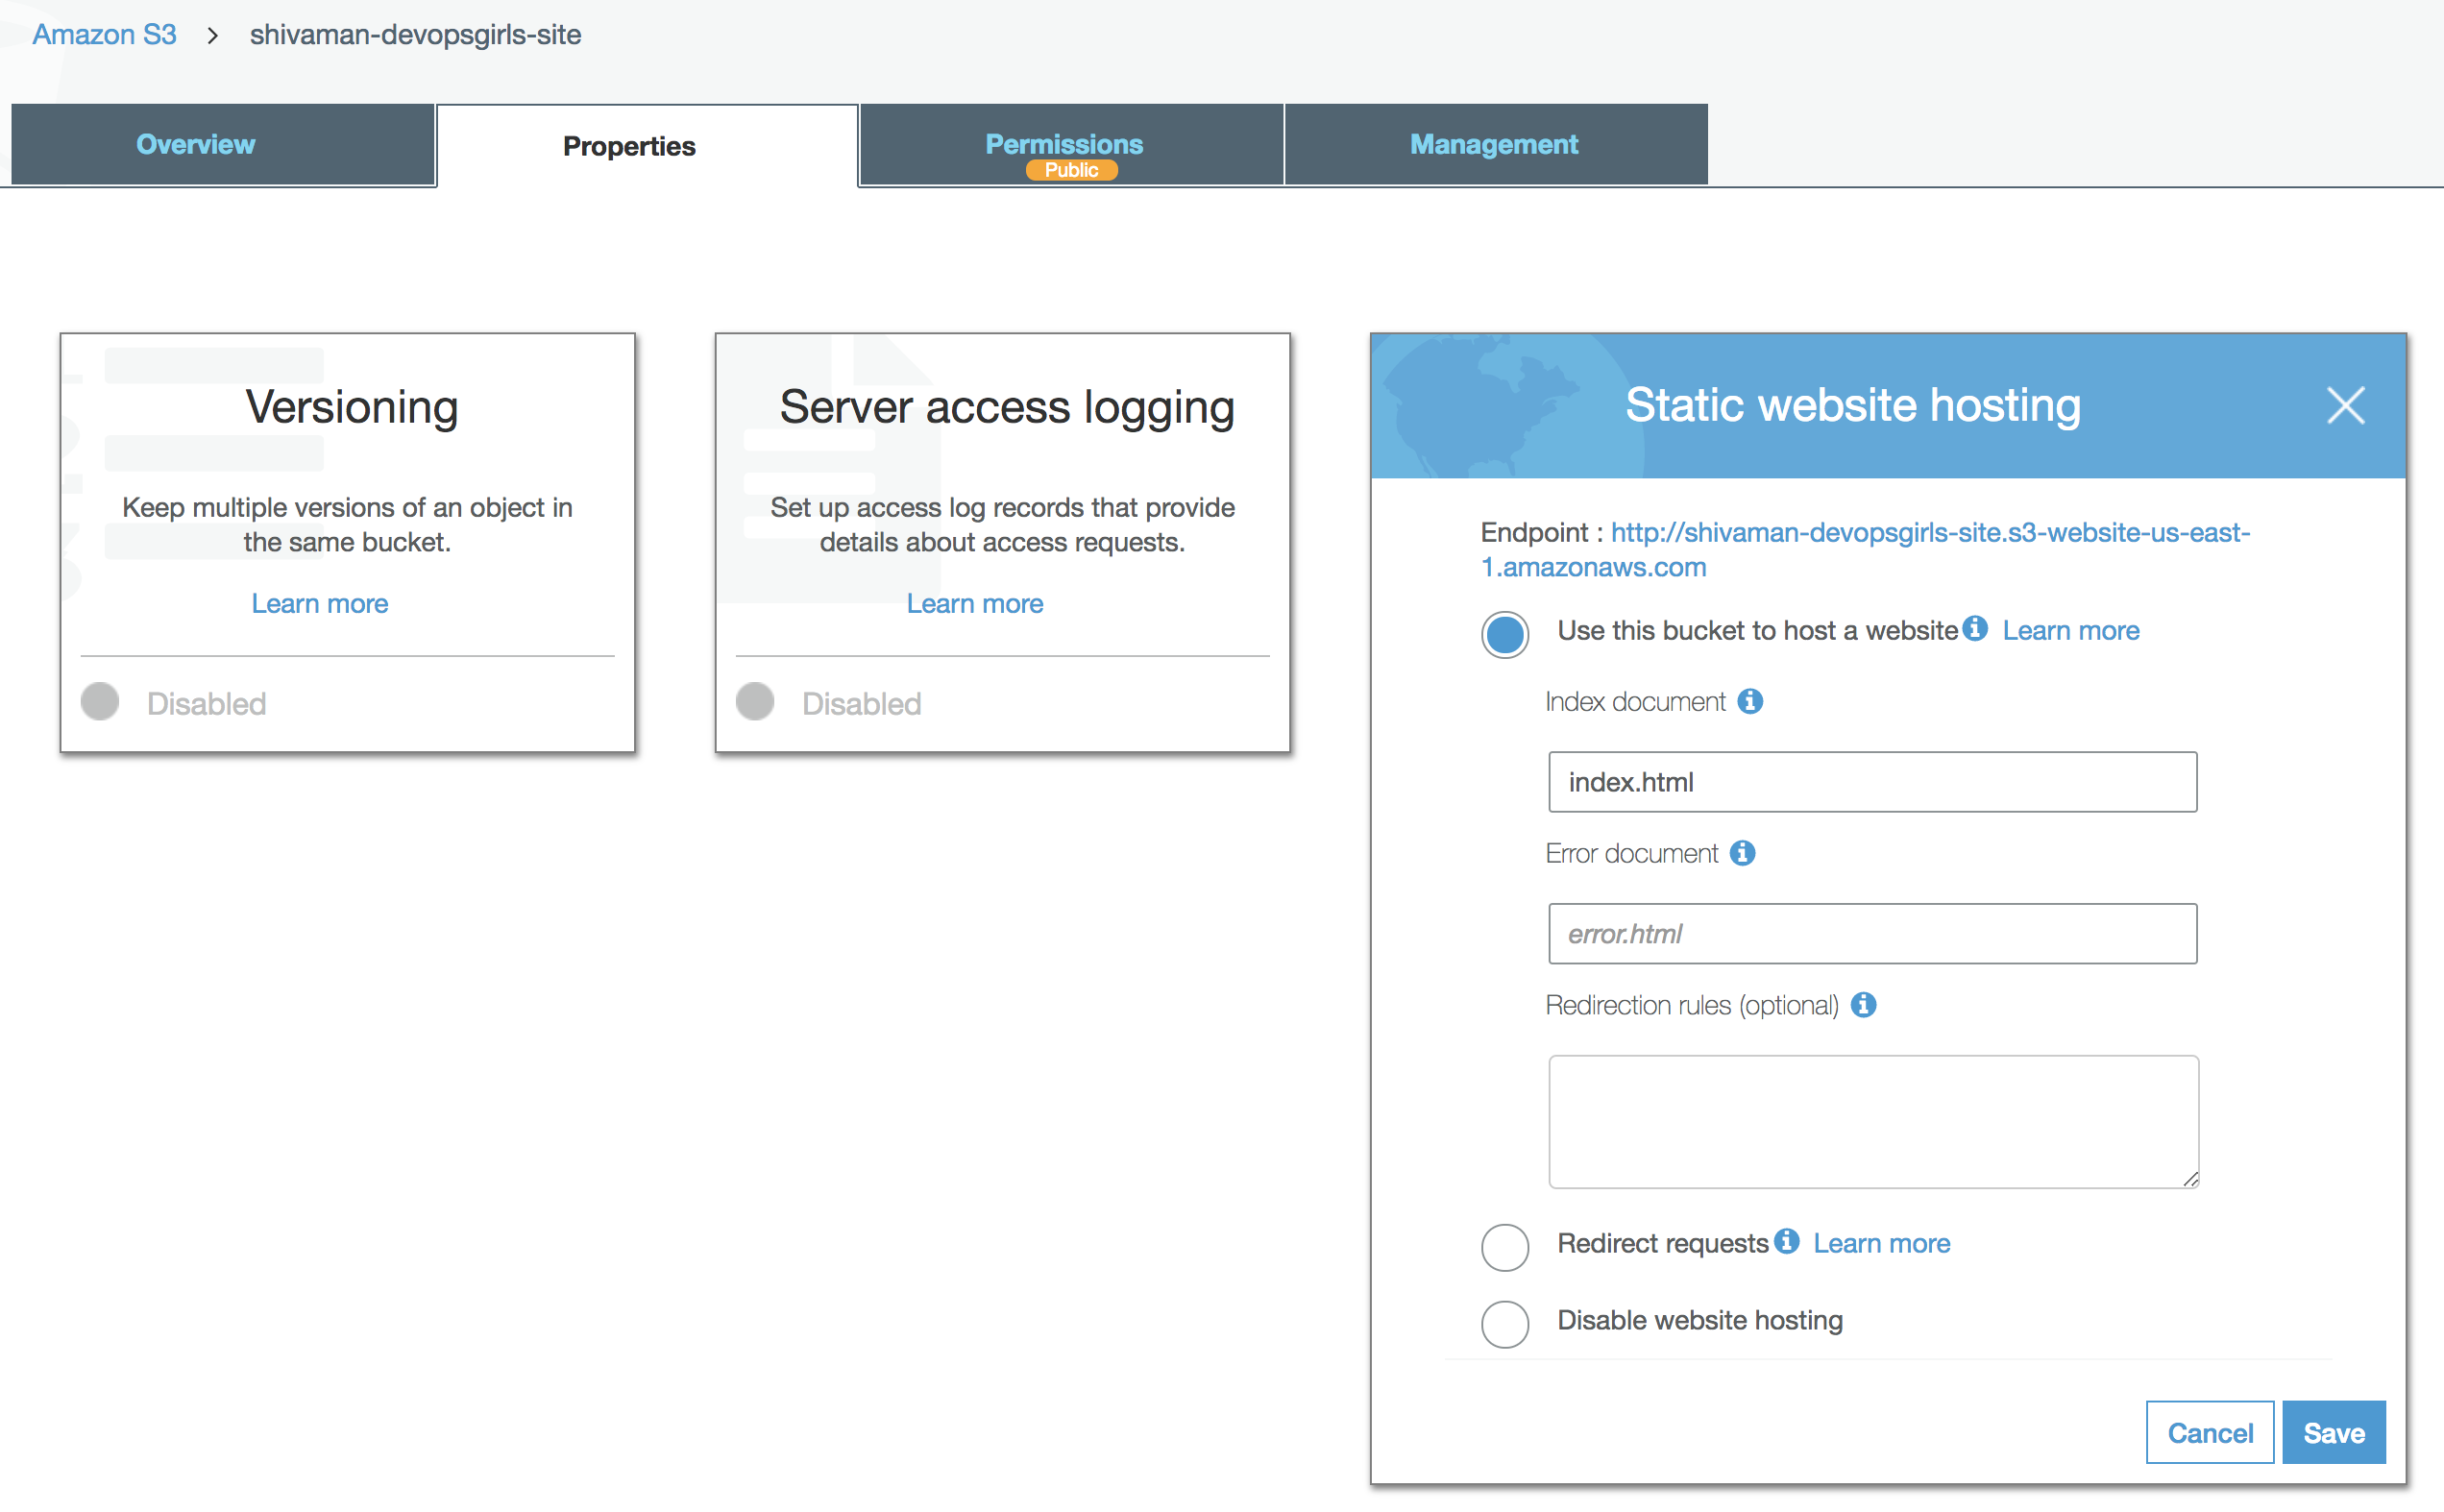 Amazon S3 > shivaman-devopsgirls-site
Overview
Properties
Permissions
Public
Management
Versioning
Keep multiple versions of an object in
the same bucket.
Learn more
Disabled
Server access logging
Set up access log records that provide
details about access requests.
Learn more
Disabled
Static website hosting
Endpoint : http://shivaman-devopsgirls-site.s3-website-us-east-
1.amazonaws.com
Use this bucket to host a website Learn more
Index document
index.html
Error document
error.html
Redirection rules (optional)
Redirect requests Learn more
Disable website hosting
Cancel
Save